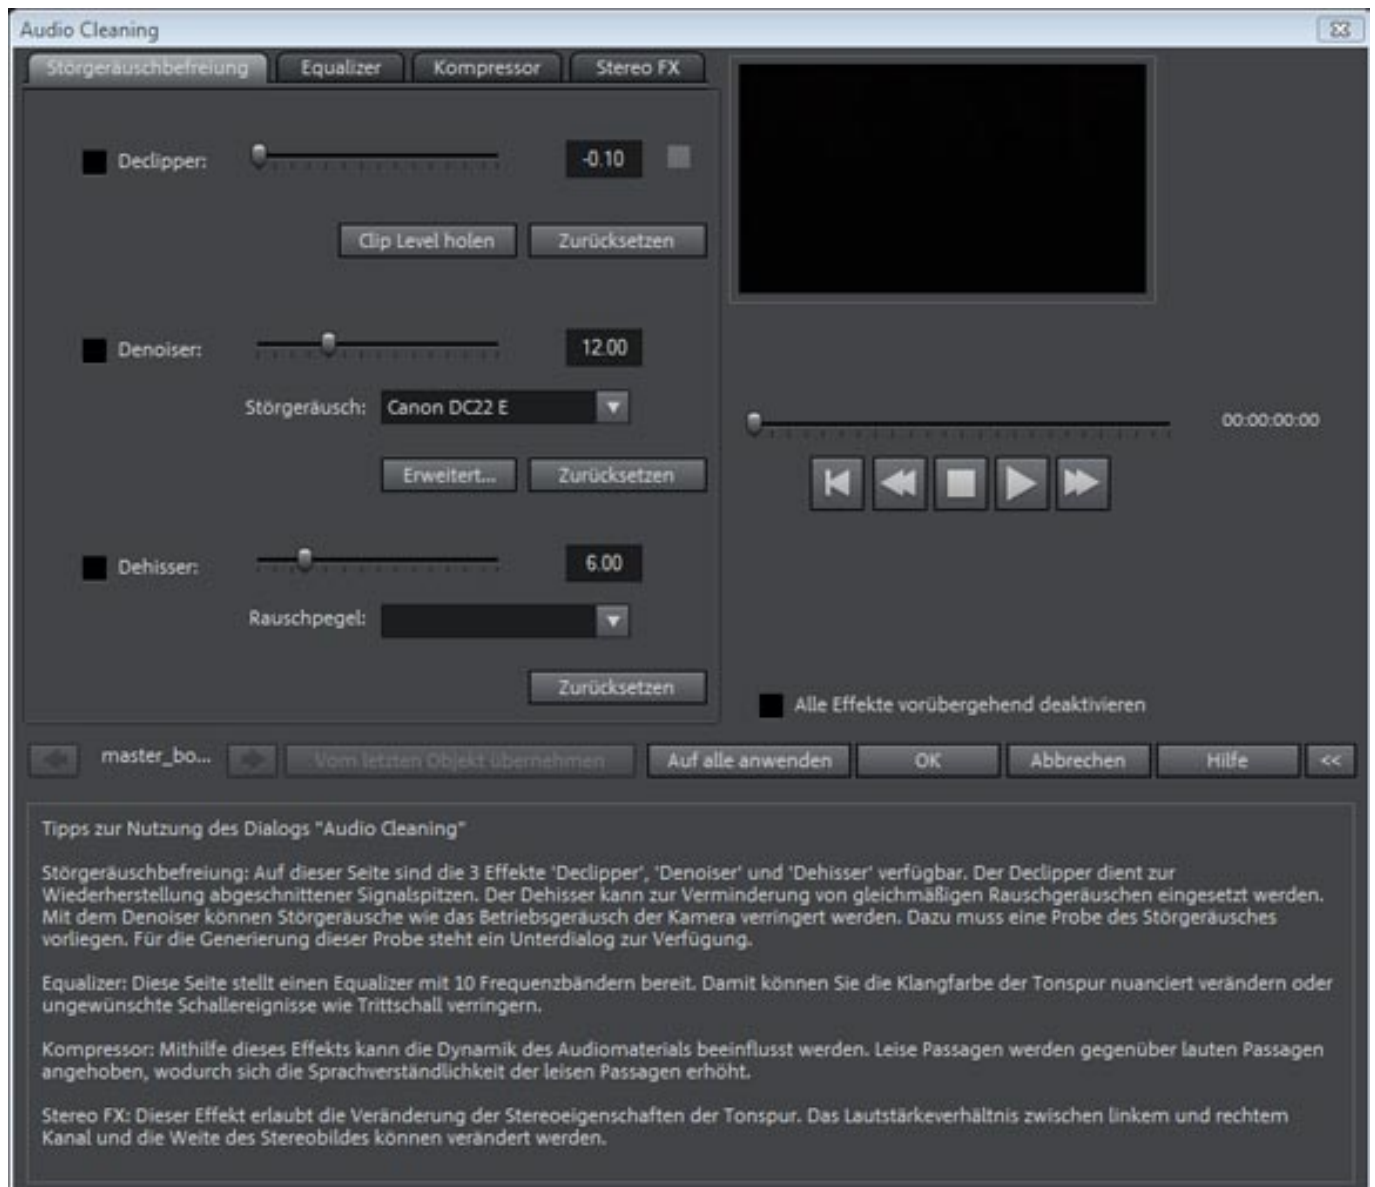 Audio Cleaning
Störgeräuschbefreiung
Equalizer
Kompressor
Stereo FX
Declipper:
-0.10
Clip Level holen
Zurücksetzen
Denoiser:
12.00
Störgeräusch:
Canon DC22 E
Erweitert...
Zurücksetzen
Dehisser:
6.00
Rauschpegel:
Zurücksetzen
00:00:00:00
Alle Effekte vorübergehend deaktivieren
master_bo...
Vom letzten Objekt übernehmen
Auf alle anwenden
OK
Abbrechen
Hilfe
<<
Tipps zur Nutzung des Dialogs "Audio Cleaning"
Störgeräuschbefreiung: Auf dieser Seite sind die 3 Effekte 'Declipper', 'Denoiser' und 'Dehisser' verfügbar. Der Declipper dient zur
Wiederherstellung abgeschnittener Signalspitzen. Der Dehisser kann zur Verminderung von gleichmäßigen Rauschgeräuschen eingesetzt werden.
Mit dem Denoiser können Störgeräusche wie das Betriebsgeräusch der Kamera verringert werden. Dazu muss eine Probe des Störgeräusches
vorliegen. Für die Generierung dieser Probe steht ein Unterdialog zur Verfügung.
Equalizer: Diese Seite stellt einen Equalizer mit 10 Frequenzbändern bereit. Damit können Sie die Klangfarbe der Tonspur nuanciert verändern oder
ungewünschte Schallereignisse wie Trittschall verringern.
Kompressor: Mithilfe dieses Effekts kann die Dynamik des Audiomaterials beeinflusst werden. Leise Passagen werden gegenüber lauten Passagen
angehoben, wodurch sich die Sprachverständlichkeit der leisen Passagen erhöht.
Stereo FX: Dieser Effekt erlaubt die Veränderung der Stereoeigenschaften der Tonspur. Das Lautstärkeverhältnis zwischen linkem und rechtem
Kanal und die Weite des Stereobildes können verändert werden.